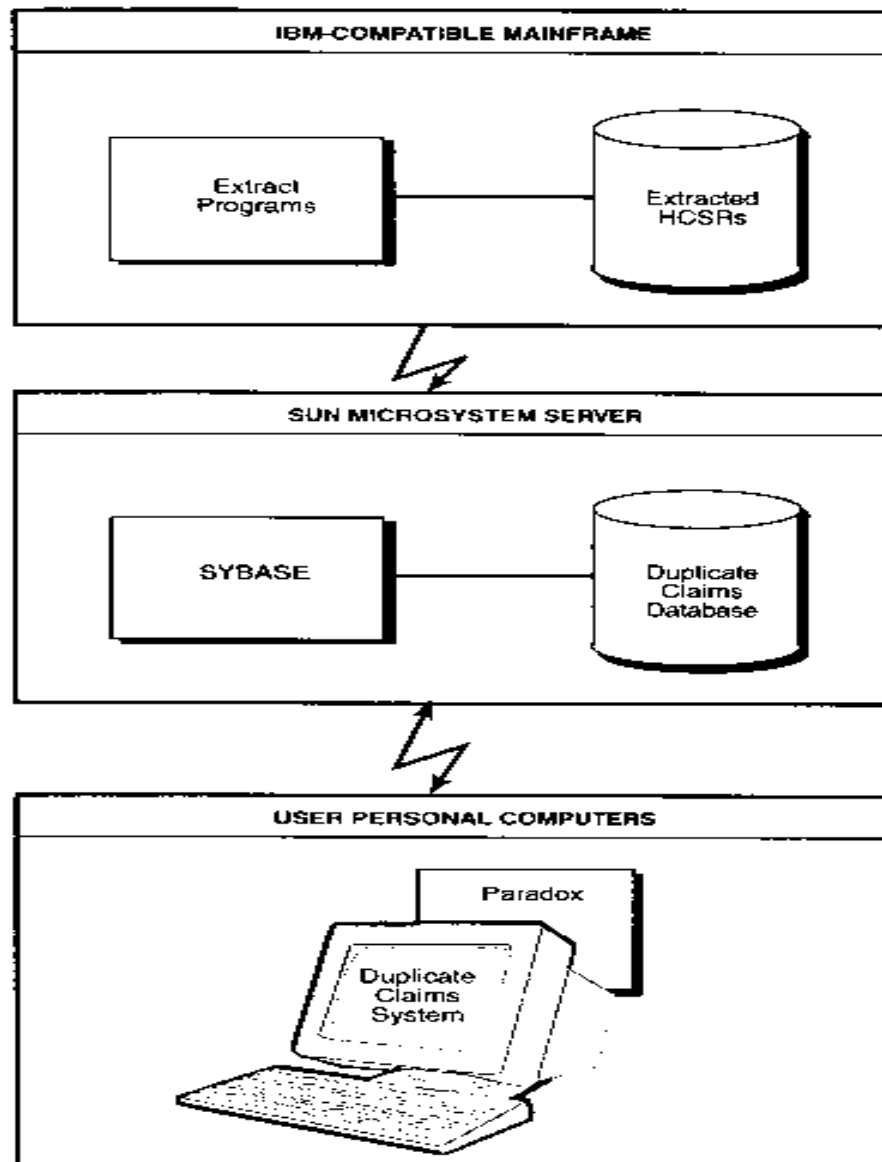 IBM-COMPATIBLE MAINFRAME
Extract
Programs
Extracted
HCSRs
SUN MICROSYSTEM SERVER
SYBASE
Duplicate
Claims
Database
USER PERSONAL COMPUTERS
Paradox
Duplicate
Claims
System